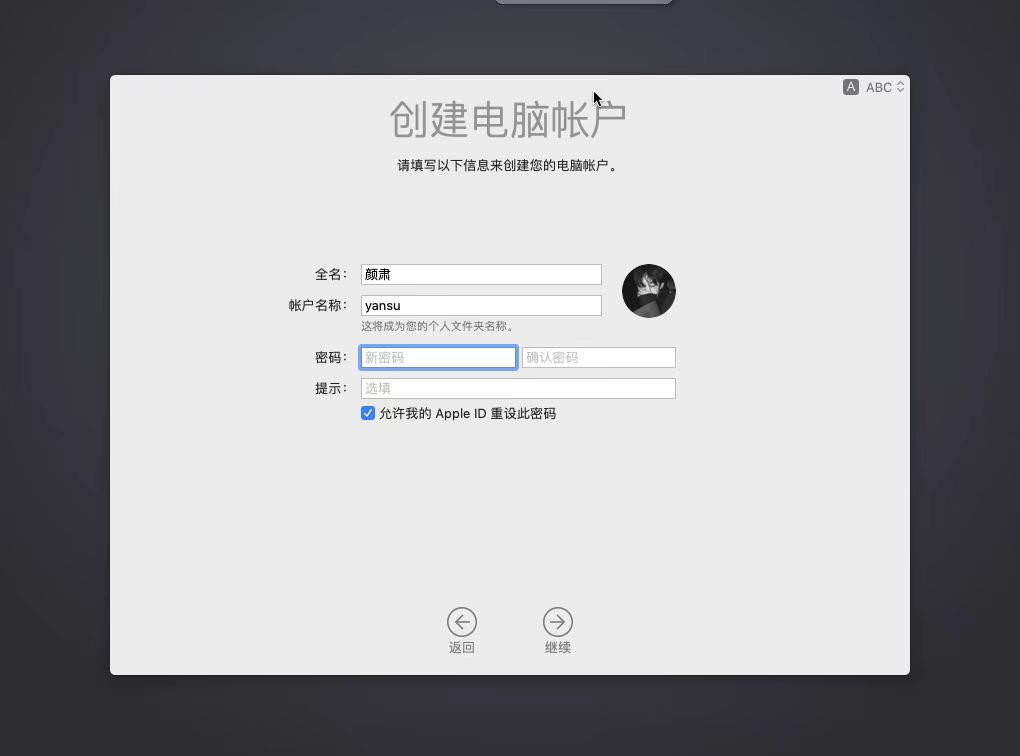 A ABC
创建电脑帐户
请填写以下信息来创建您的电脑帐户。
全名： 颜肃
帐户名称： yansu
这将成为您的个人文件夹名称。
密码： 新密码 确认密码
提示： 选填
允许我的 Apple ID 重设此密码
返回 继续